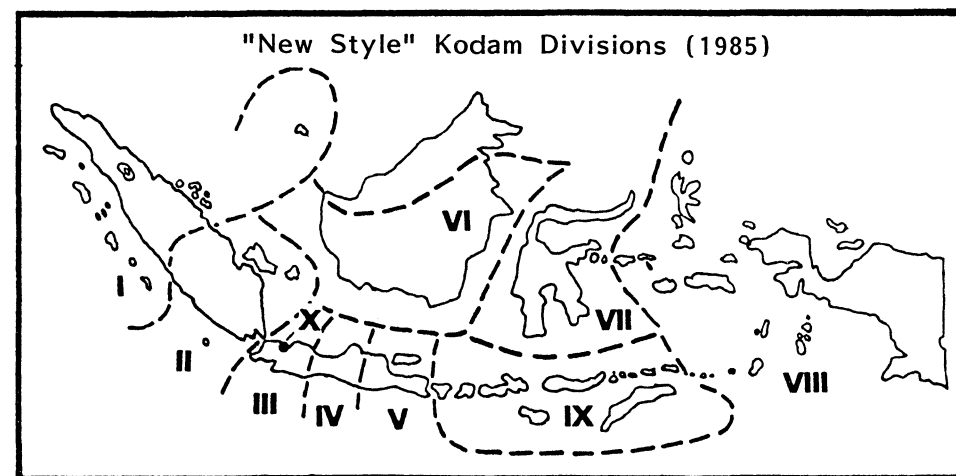 "New Style" Kodam Divisions (1985)
VI
I
X
VII
II
VIII
III
IV
V
IX